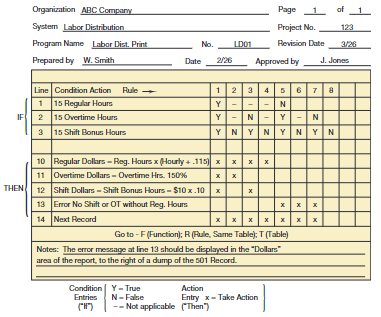 Organization ABC Company Page 1 of 1
System Labor Distribution Project No. 123
Program Name Labor Dist. Print No. LD01 Revision Date 3/26
Prepared by W. Smith Date 2/26 Approved by J. Jones
Line Condition Action Rule → 1 2 3 4 5 6 7 8
1 15 Regular Hours Y – – – N
IF 2 15 Overtime Hours Y – N – Y – N
3 15 Shift Bonus Hours Y N Y N Y N Y N
10 Regular Dollars = Reg. Hours x (Hourly + .115) x x x x
11 Overtime Dollars = Overtime Hrs. 150% x x
THEN 12 Shift Dollars = Shift Bonus Hours = $10 x .10 x x
13 Error No Shift or OT without Reg. Hours x x x
14 Next Record x x x x x x x
Go to - F (Function); R (Rule, Same Table); T (Table)
Notes: The error message at line 13 should be displayed in the "Dollars"
area of the report, to the right of a dump of the 501 Record.
Condition Y = True Action
Entries N = False Entry x = Take Action
("If") – = Not applicable ("Then")